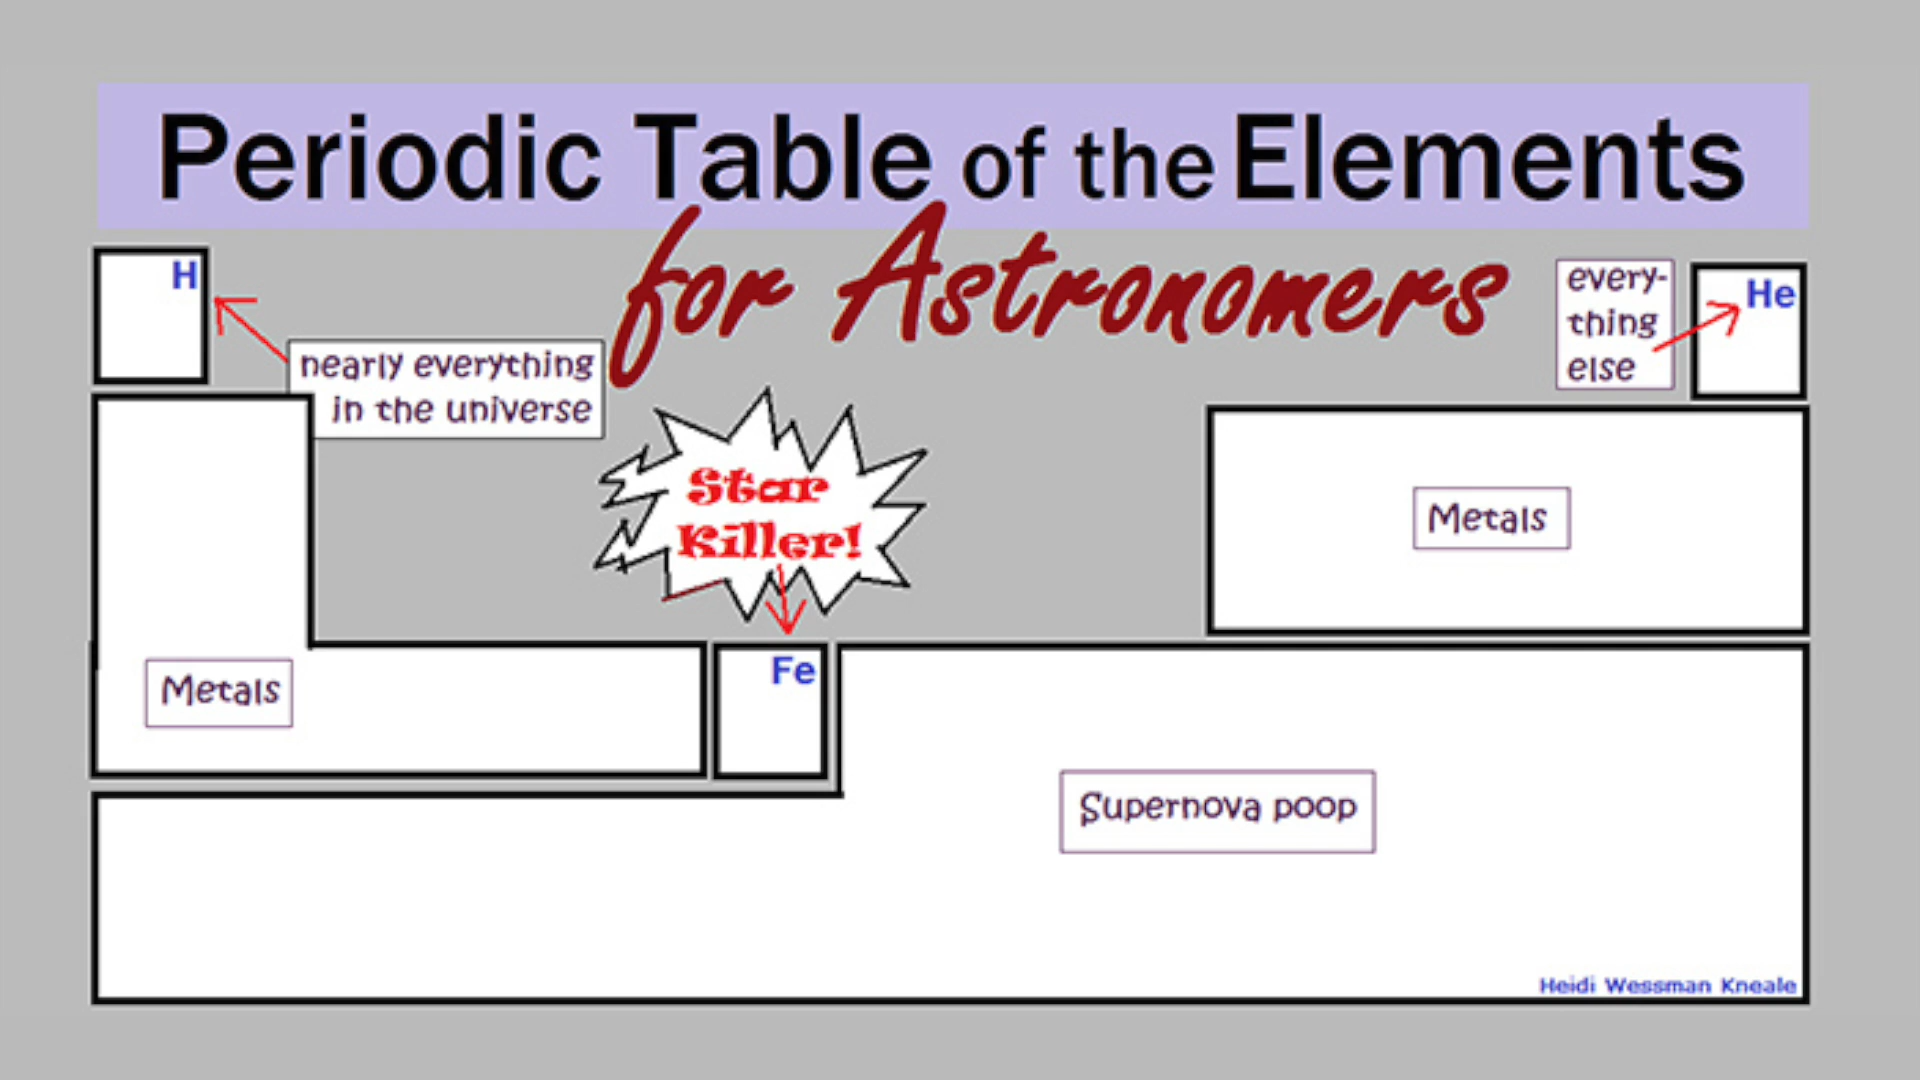 Periodic Table of the Elements
for Astronomers
H
nearly everything
in the universe
every-
thing
else
He
Star
Killer!
Metals
Fe
Metals
Supernova poop
Heidi Wessman Kneale